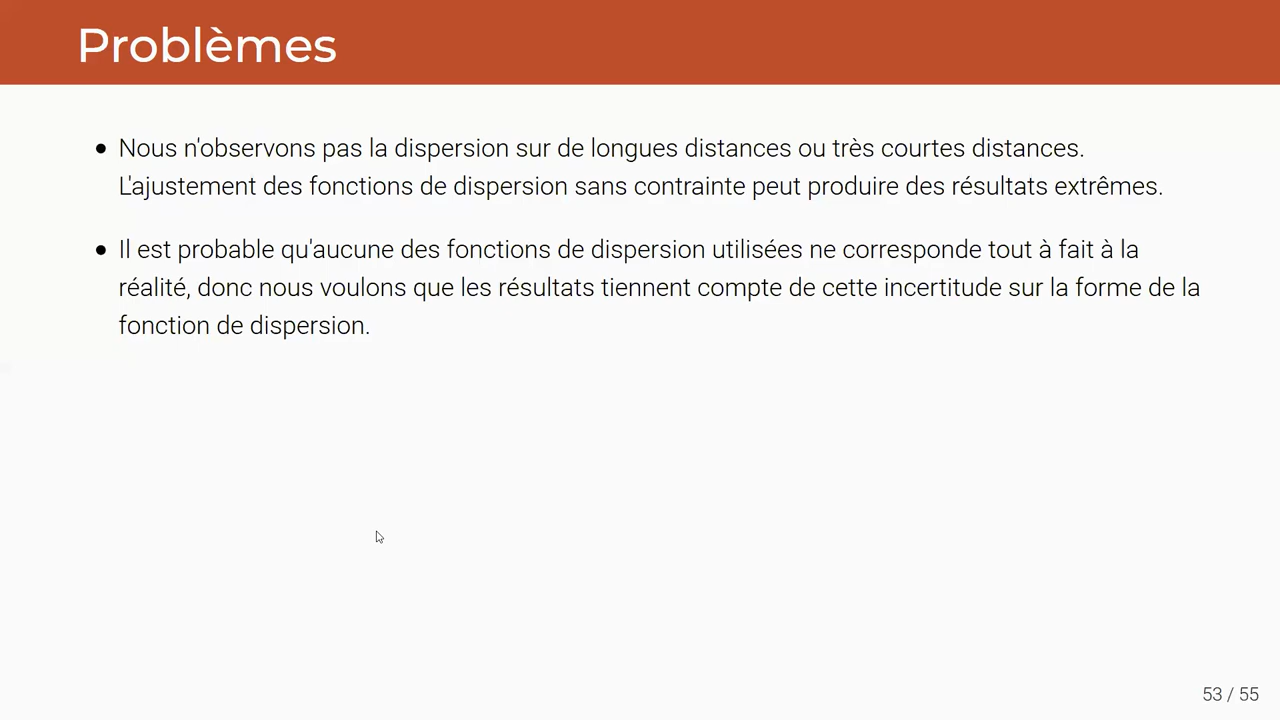 Problèmes
• Nous n'observons pas la dispersion sur de longues distances ou très courtes distances.
L'ajustement des fonctions de dispersion sans contrainte peut produire des résultats extrêmes.
• Il est probable qu'aucune des fonctions de dispersion utilisées ne corresponde tout à fait à la
réalité, donc nous voulons que les résultats tiennent compte de cette incertitude sur la forme de la
fonction de dispersion.
53 / 55